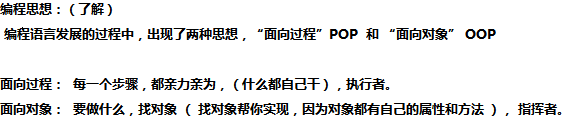 编程思想：（了解）
编程语言发展的过程中，出现了两种思想，“面向过程”POP 和 “面向对象” OOP
面向过程： 每一个步骤，都亲力亲为，（什么都自己干），执行者。
面向对象： 要做什么，找对象 （ 找对象帮你实现，因为对象都有自己的属性和方法 ），指挥者。